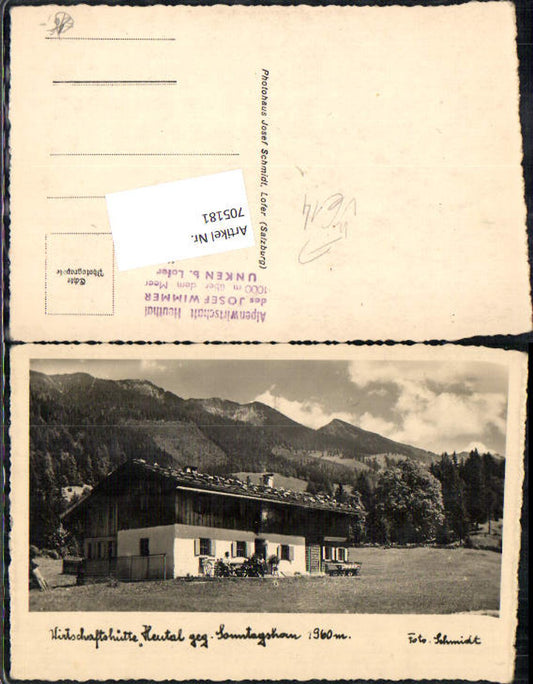 Photohaus Josef Schmidt, Lofer (Salzburg)
Artikel Nr.
705181
Alpenwirtschaft Heuthal
des JOSEF WIMMER
1000 m über dem Meer
UNKEN b. Lofer
Echte
Photographie
Wirtschaftshütte Heutal geg. Sonntagshorn 1960 m.
Foto-Schmidt